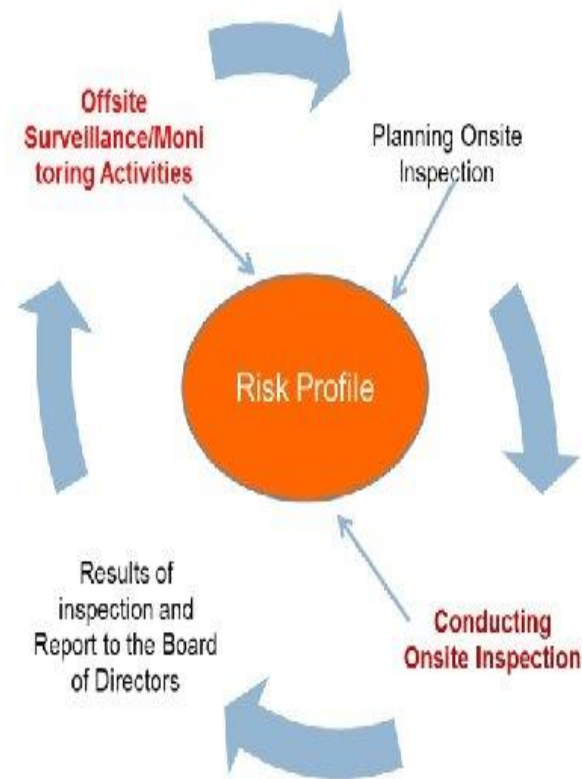 Offsite
Surveillance/Moni
toring Activities
Planning Onsite
Inspection
Risk Profile
Results of
inspection and
Report to the Board
of Directors
Conducting
Onsite Inspection